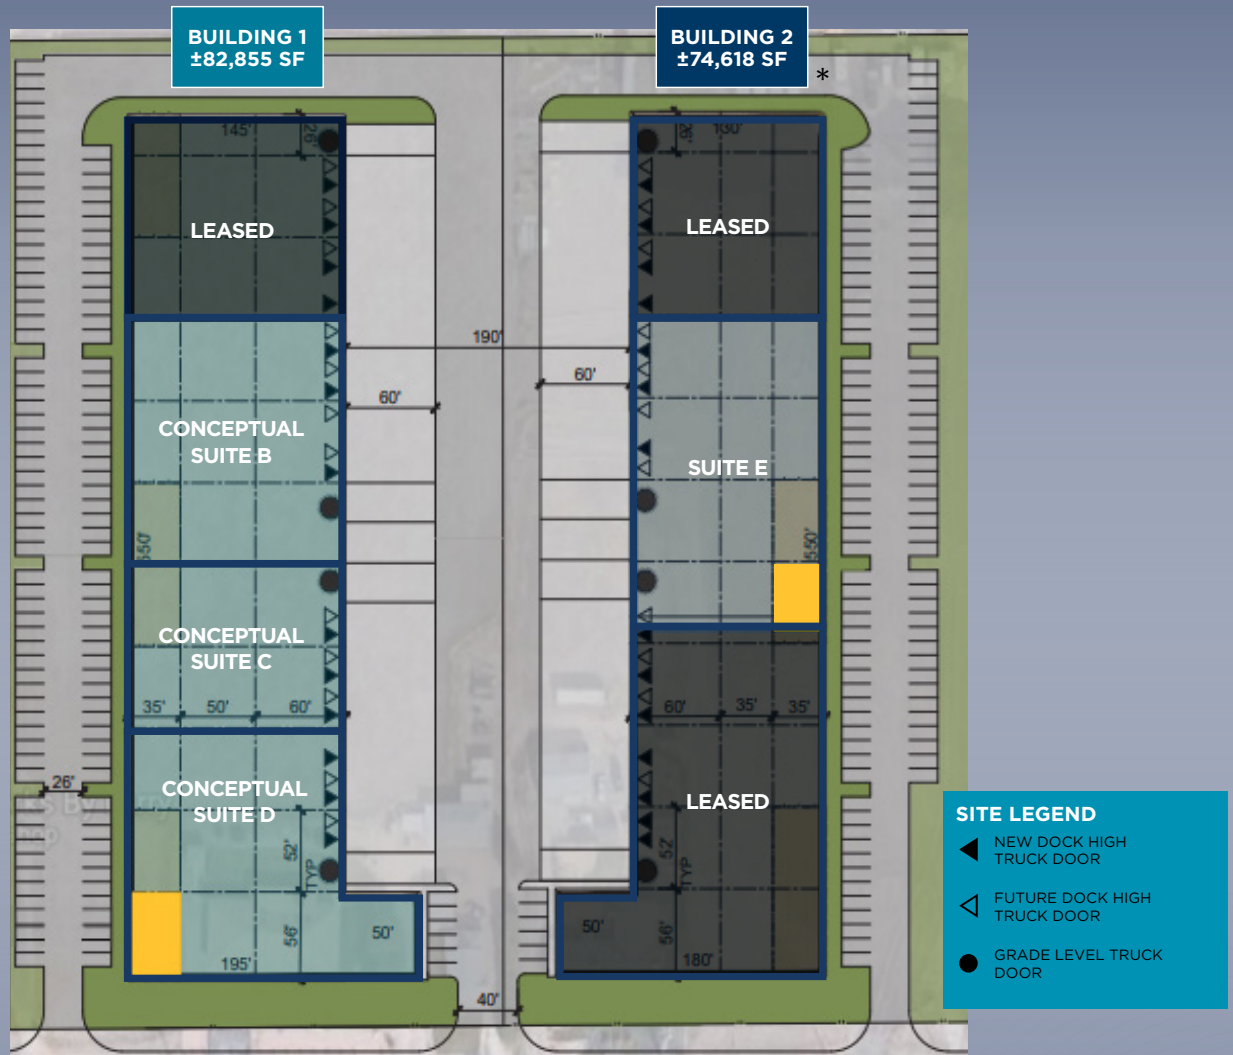 BUILDING 1
±82,855 SF
BUILDING 2
±74,618 SF
*
145'
26'
LEASED
CONCEPTUAL
SUITE B
550'
CONCEPTUAL
SUITE C
35'
50'
60'
CONCEPTUAL
SUITE D
52'
TYP
56'
50'
195'
26'
190'
60'
60'
40'
26'
130'
LEASED
SUITE E
550'
60'
35'
35'
LEASED
52'
TYP
56'
50'
180'
SITE LEGEND
NEW DOCK HIGH
TRUCK DOOR
FUTURE DOCK HIGH
TRUCK DOOR
GRADE LEVEL TRUCK
DOOR